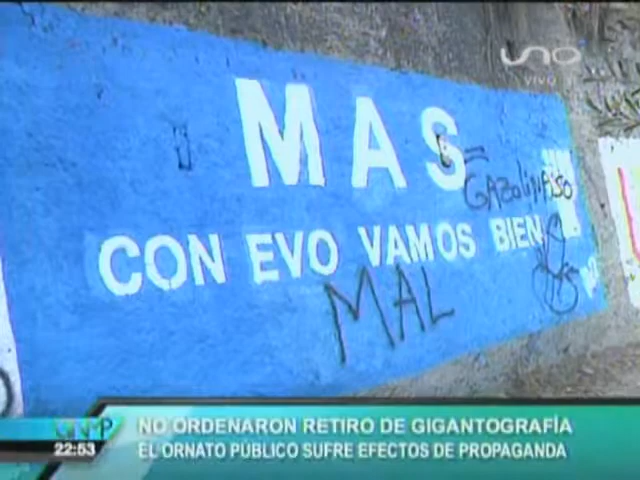 UNO
VIVO
MAS
=
GAZOLINASO
CON EVO VAMOS BIEN
MAL
NO ORDENARON RETIRO DE GIGANTOGRAFÍA
22:53
EL ORNATO PÚBLICO SUFRE EFECTOS DE PROPAGANDA